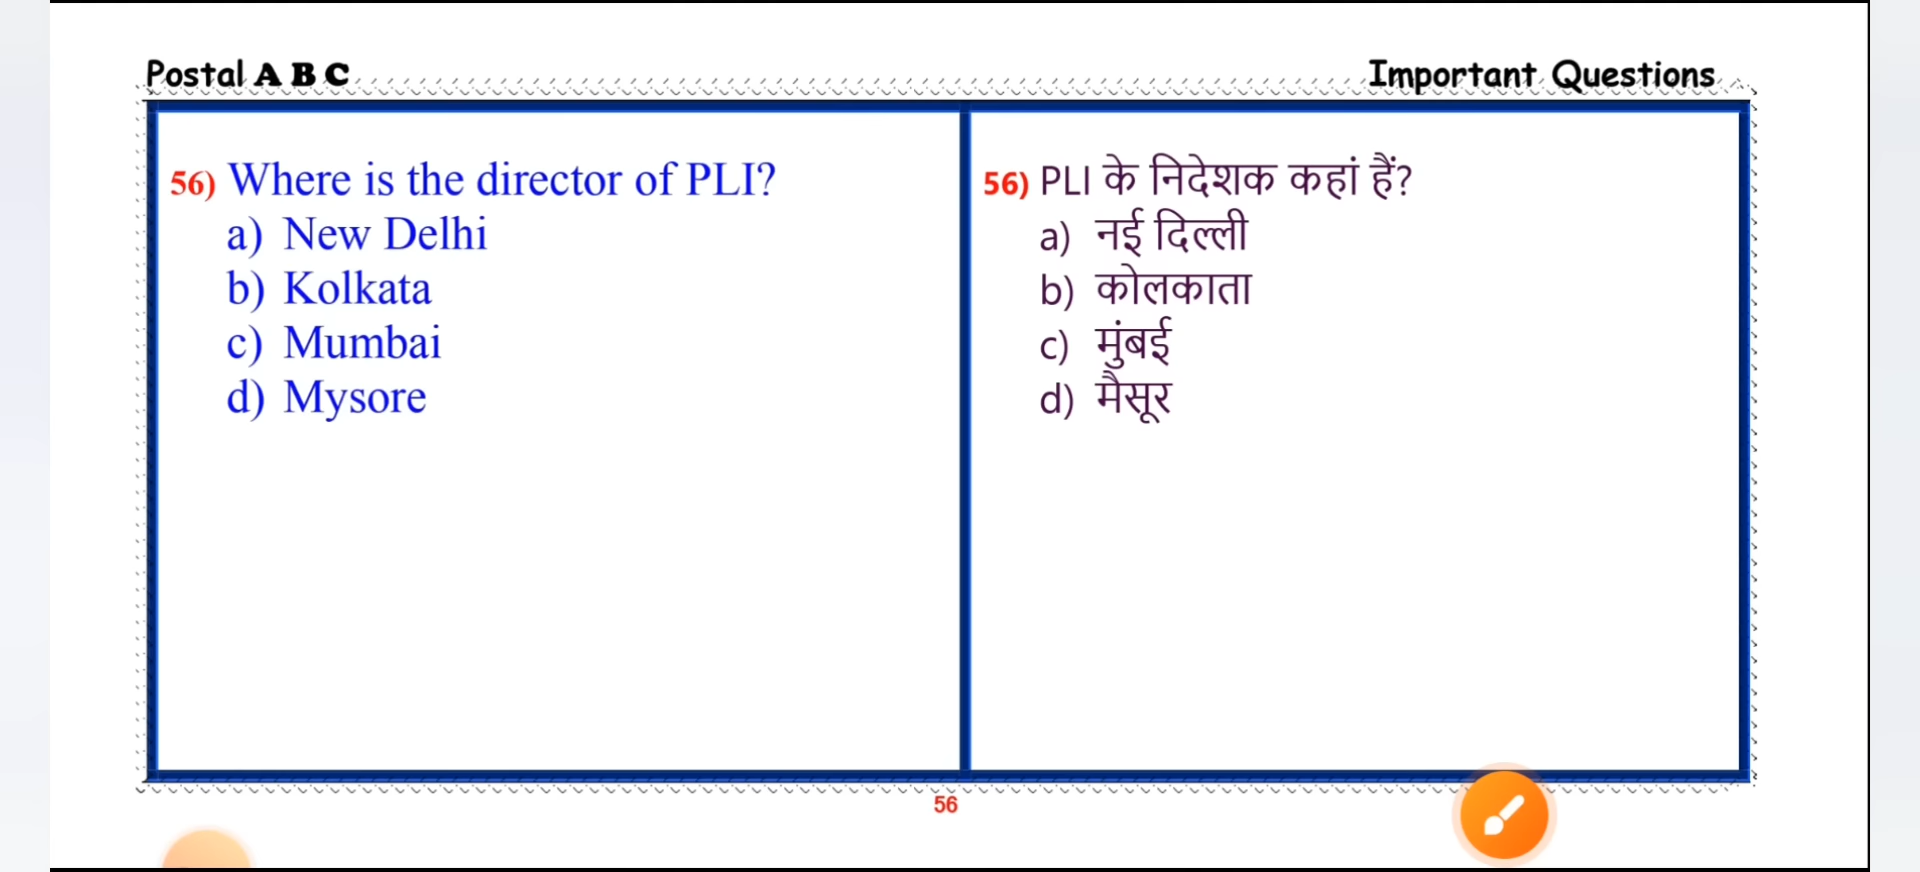 Postal A B C
Important Questions
56) Where is the director of PLI?
a) New Delhi
b) Kolkata
c) Mumbai
d) Mysore
56) PLI के निदेशक कहां हैं?
a) नई दिल्ली
b) कोलकाता
c) मुंबई
d) मैसूर
56